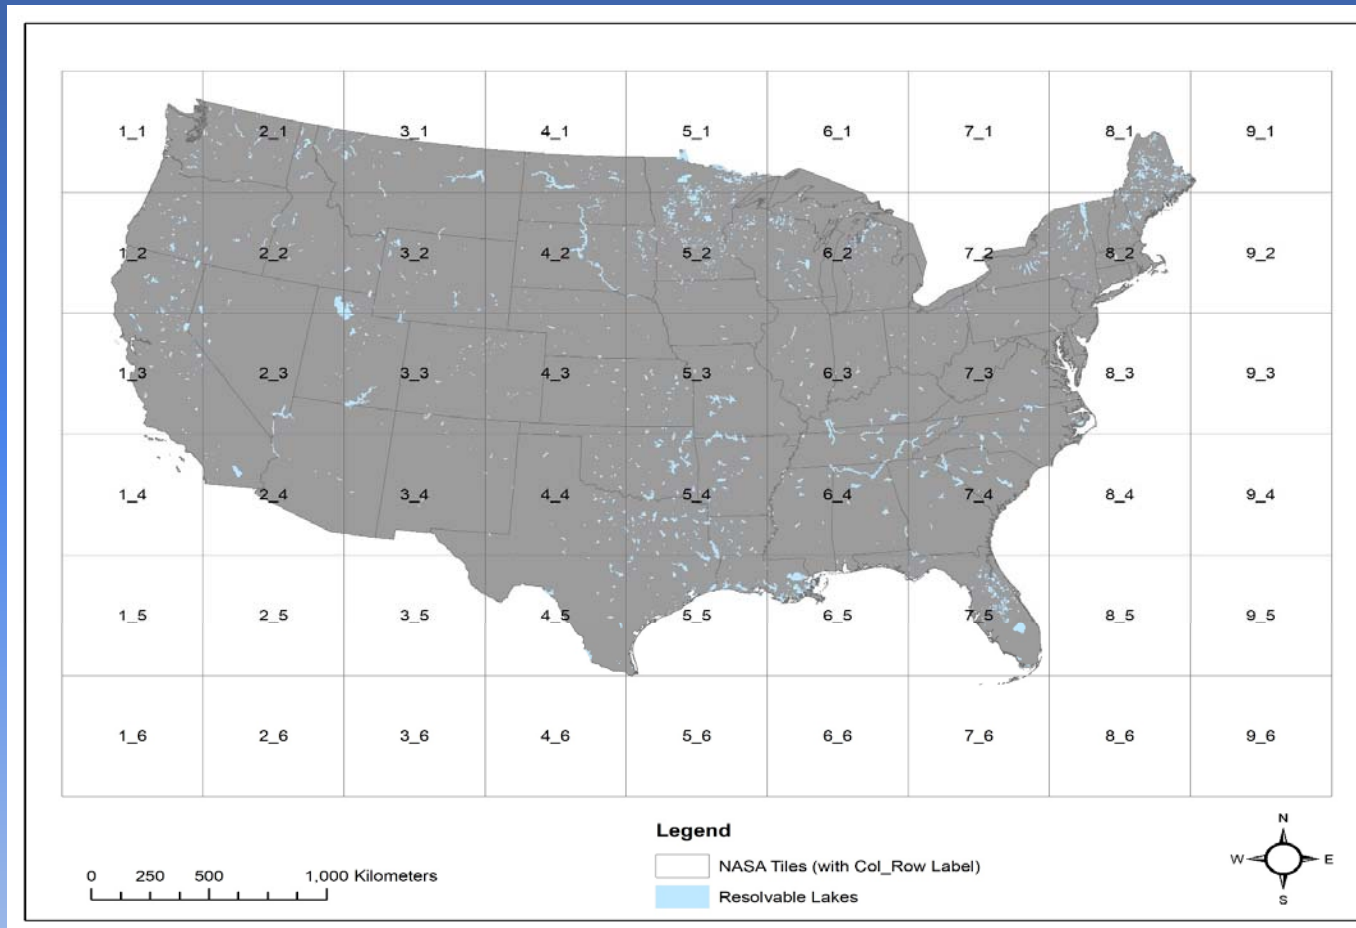 1_1 2_1 3_1 4_1 5_1 6_1 7_1 8_1 9_1
1_2 2_2 3_2 4_2 5_2 6_2 7_2 8_2 9_2
1_3 2_3 3_3 4_3 5_3 6_3 7_3 8_3 9_3
1_4 2_4 3_4 4_4 5_4 6_4 7_4 8_4 9_4
1_5 2_5 3_5 4_5 5_5 6_5 7_5 8_5 9_5
1_6 2_6 3_6 4_6 5_6 6_6 7_6 8_6 9_6
0 250 500 1,000 Kilometers
Legend
NASA Tiles (with Col_Row Label)
Resolvable Lakes
N
W E
S